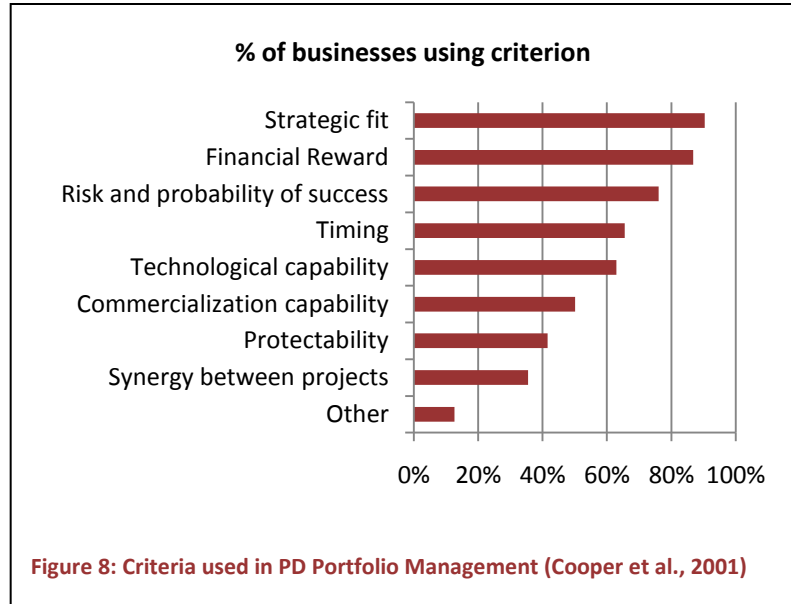 % of businesses using criterion
Strategic fit
Financial Reward
Risk and probability of success
Timing
Technological capability
Commercialization capability
Protectability
Synergy between projects
Other
0% 20% 40% 60% 80% 100%
Figure 8: Criteria used in PD Portfolio Management (Cooper et al., 2001)